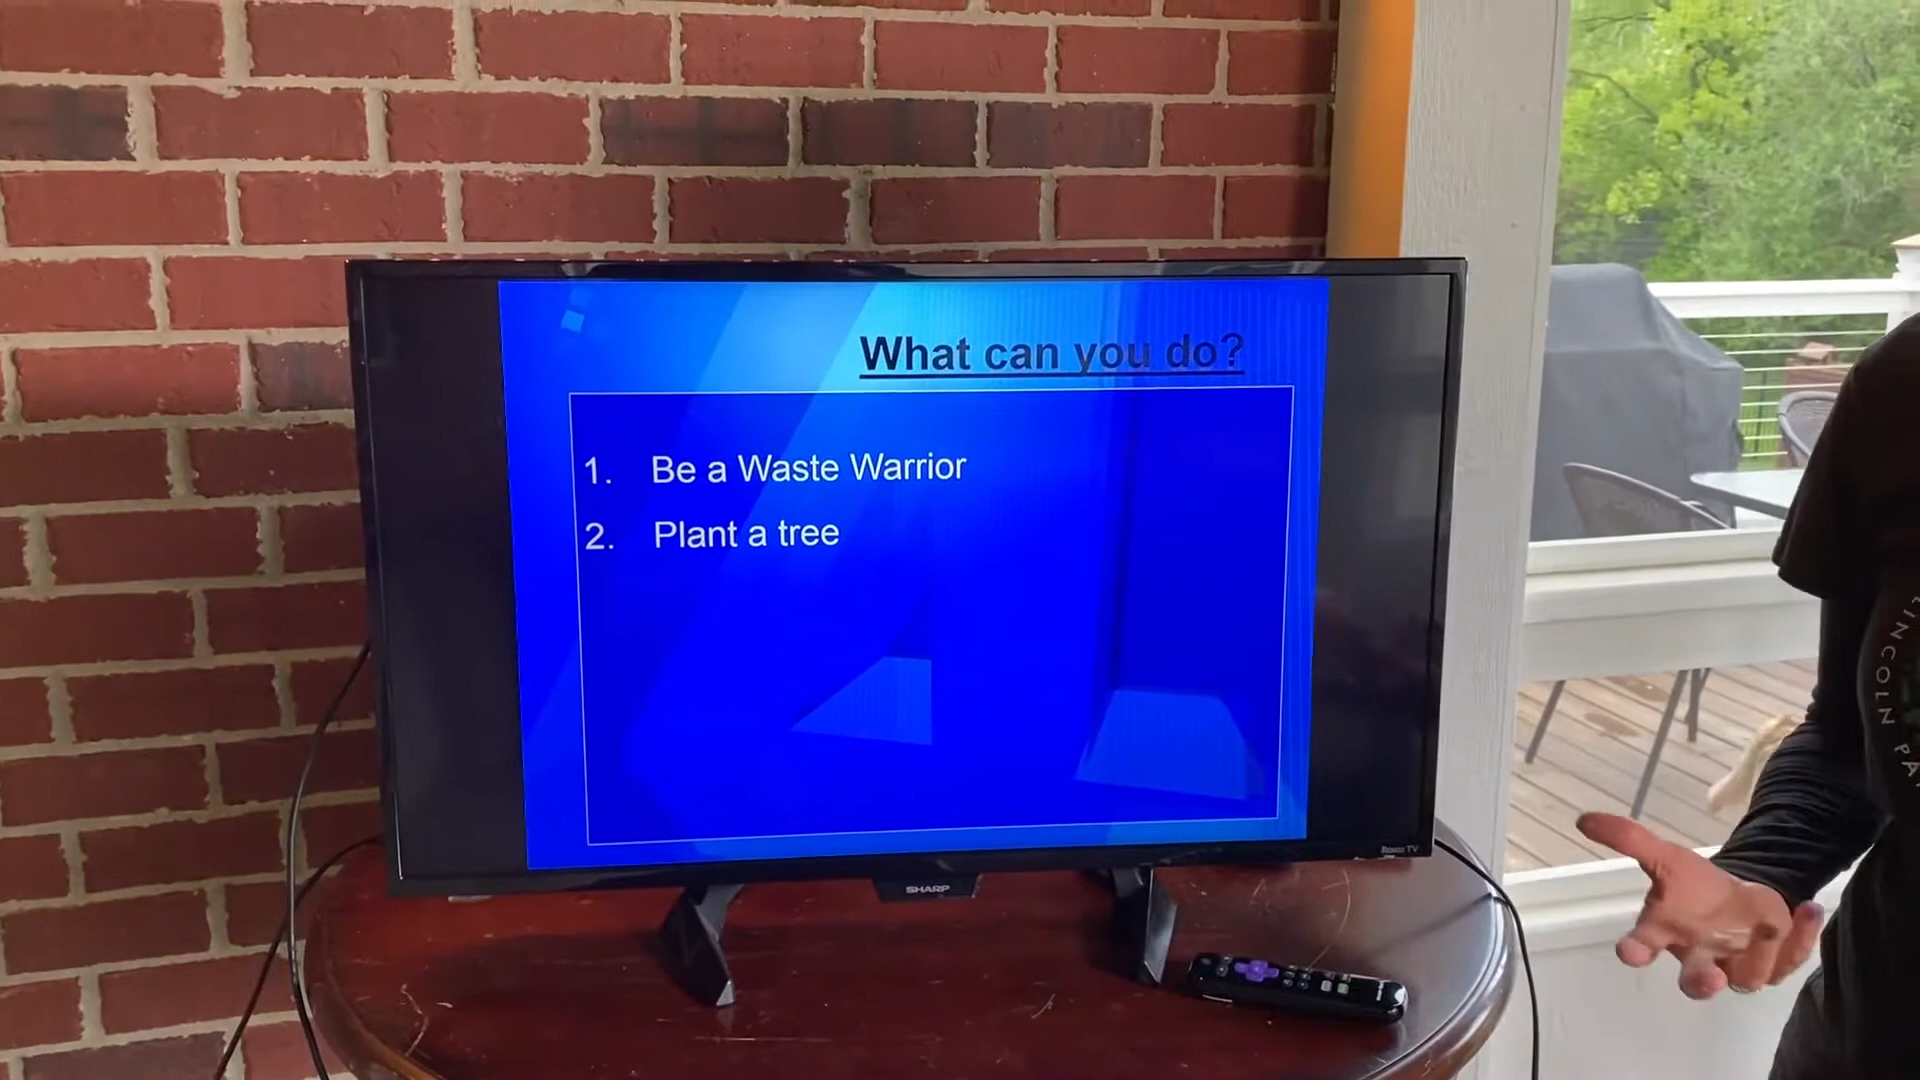 What can you do?
1. Be a Waste Warrior
2. Plant a tree
Roku TV
SHARP
LINCOLN PA